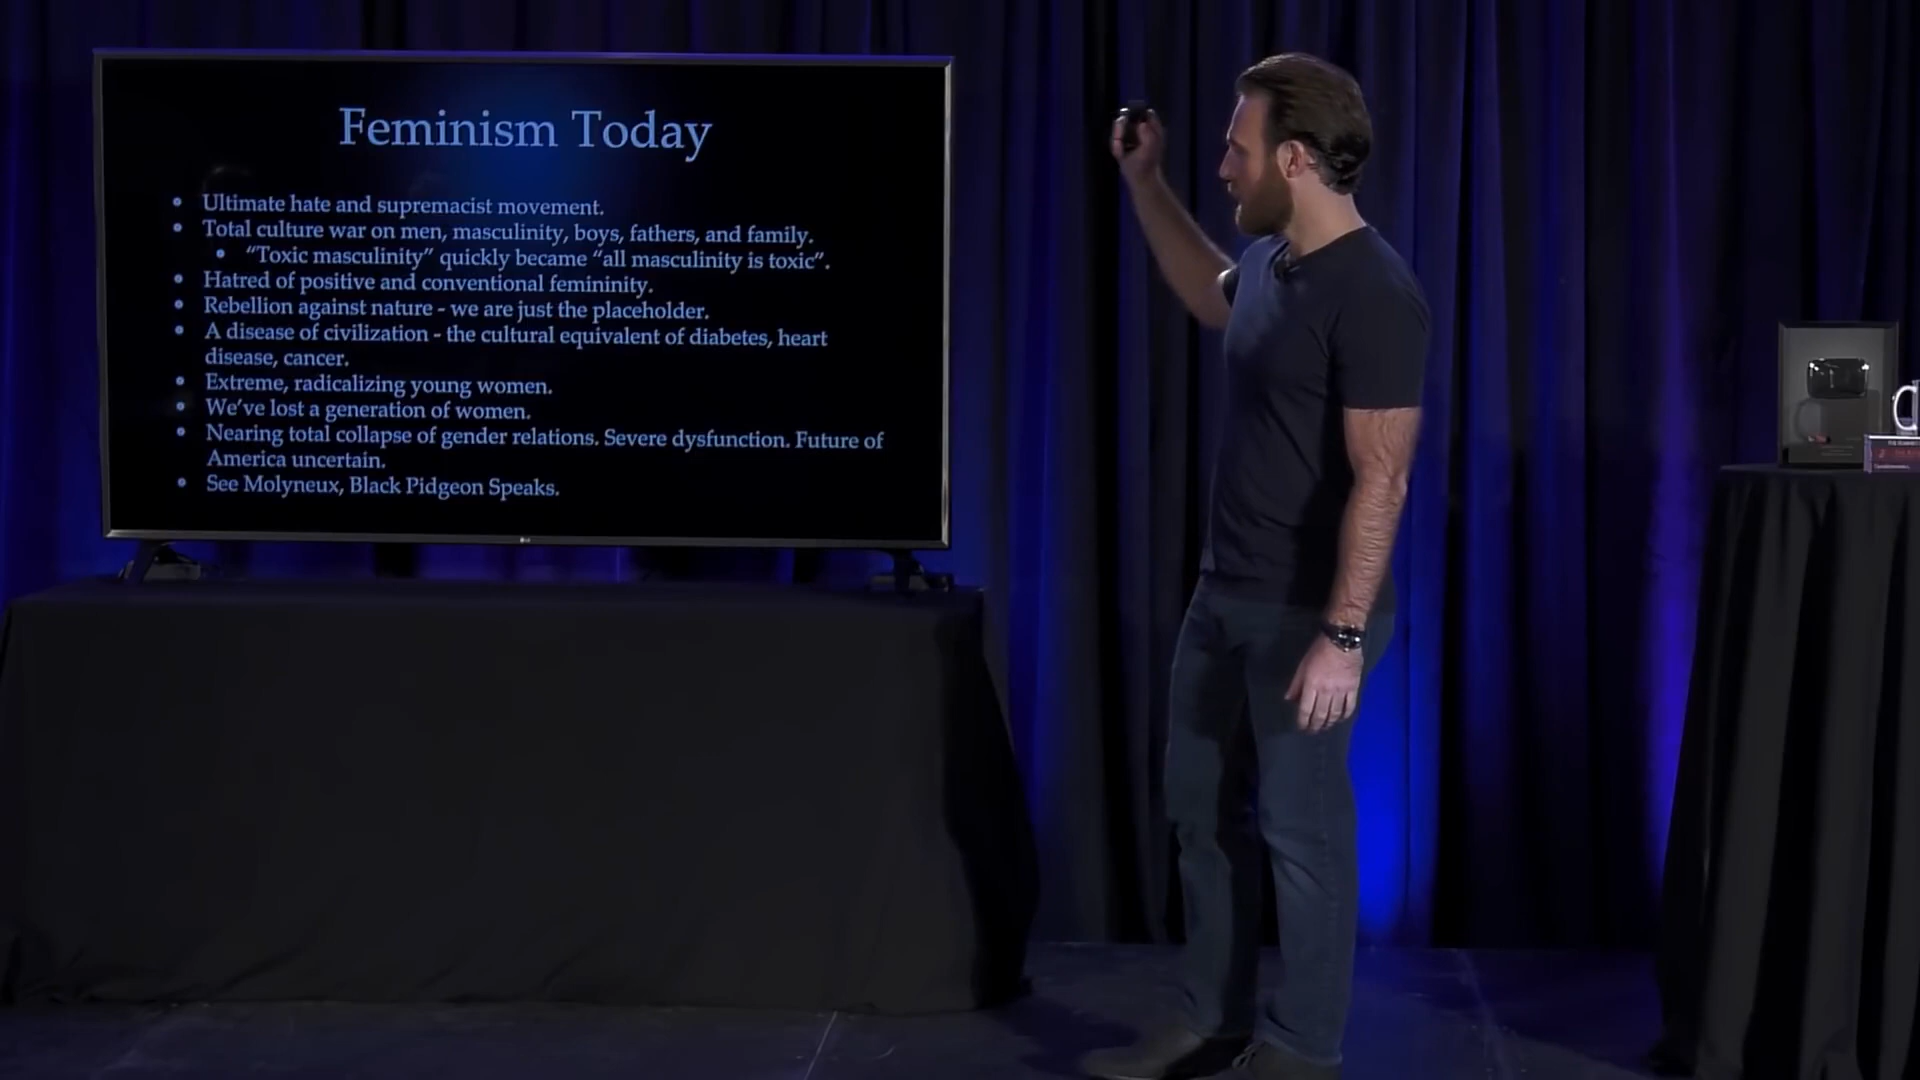 Feminism Today
• Ultimate hate and supremacist movement.
• Total culture war on men, masculinity, boys, fathers, and family.
• “Toxic masculinity” quickly became “all masculinity is toxic”.
• Hatred of positive and conventional femininity.
• Rebellion against nature - we are just the placeholder.
• A disease of civilization - the cultural equivalent of diabetes, heart
disease, cancer.
• Extreme, radicalizing young women.
• We’ve lost a generation of women.
• Nearing total collapse of gender relations. Severe dysfunction. Future of
America uncertain.
• See Molyneux, Black Pidgeon Speaks.